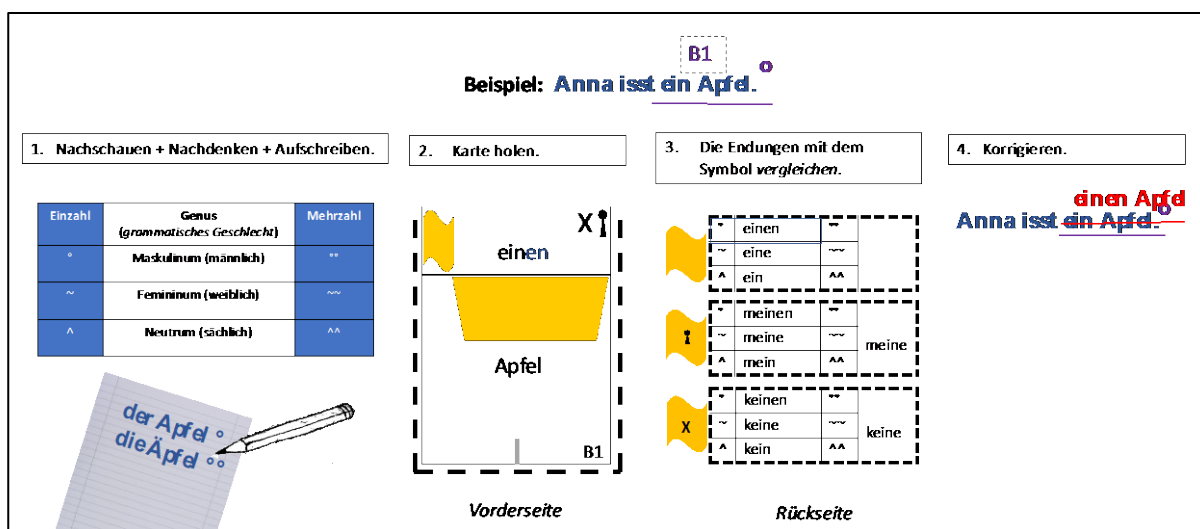 B1
Beispiel: Anna isst ein Apfel. °
1. Nachschauen + Nachdenken + Aufschreiben.
Einzahl Genus Mehrzahl
(grammatisches Geschlecht)
° Maskulinum (männlich) °°
~ Femininum (weiblich) ~~
^ Neutrum (sächlich) ^^
der Apfel °
die Äpfel °°
2. Karte holen.
X
einen
Apfel
B1
Vorderseite
3. Die Endungen mit dem
Symbol vergleichen.
° einen °°
~ eine ~~
^ ein ^^
° meinen °°
~ meine ~~
^ mein ^^
meine
X
° keinen °°
~ keine ~~
^ kein ^^
keine
Rückseite
4. Korrigieren.
einen Apfel
Anna isst ein Apfel. °